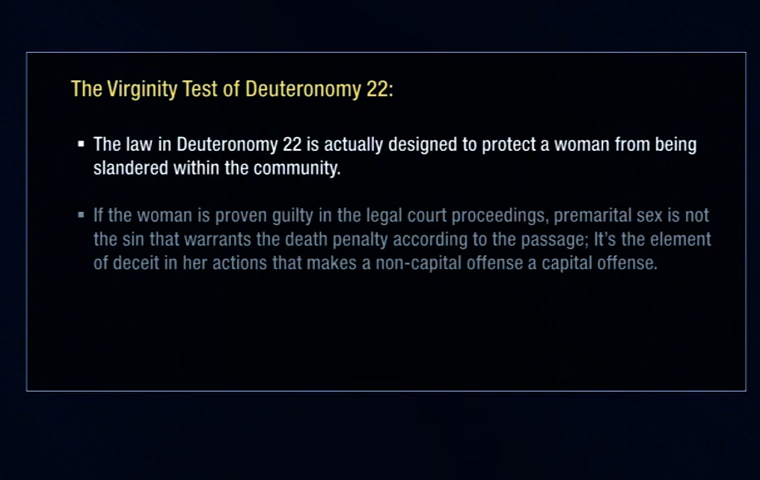 The Virginity Test of Deuteronomy 22:
▪ The law in Deuteronomy 22 is actually designed to protect a woman from being
slandered within the community.
▪ If the woman is proven guilty in the legal court proceedings, premarital sex is not
the sin that warrants the death penalty according to the passage; It's the element
of deceit in her actions that makes a non-capital offense a capital offense.